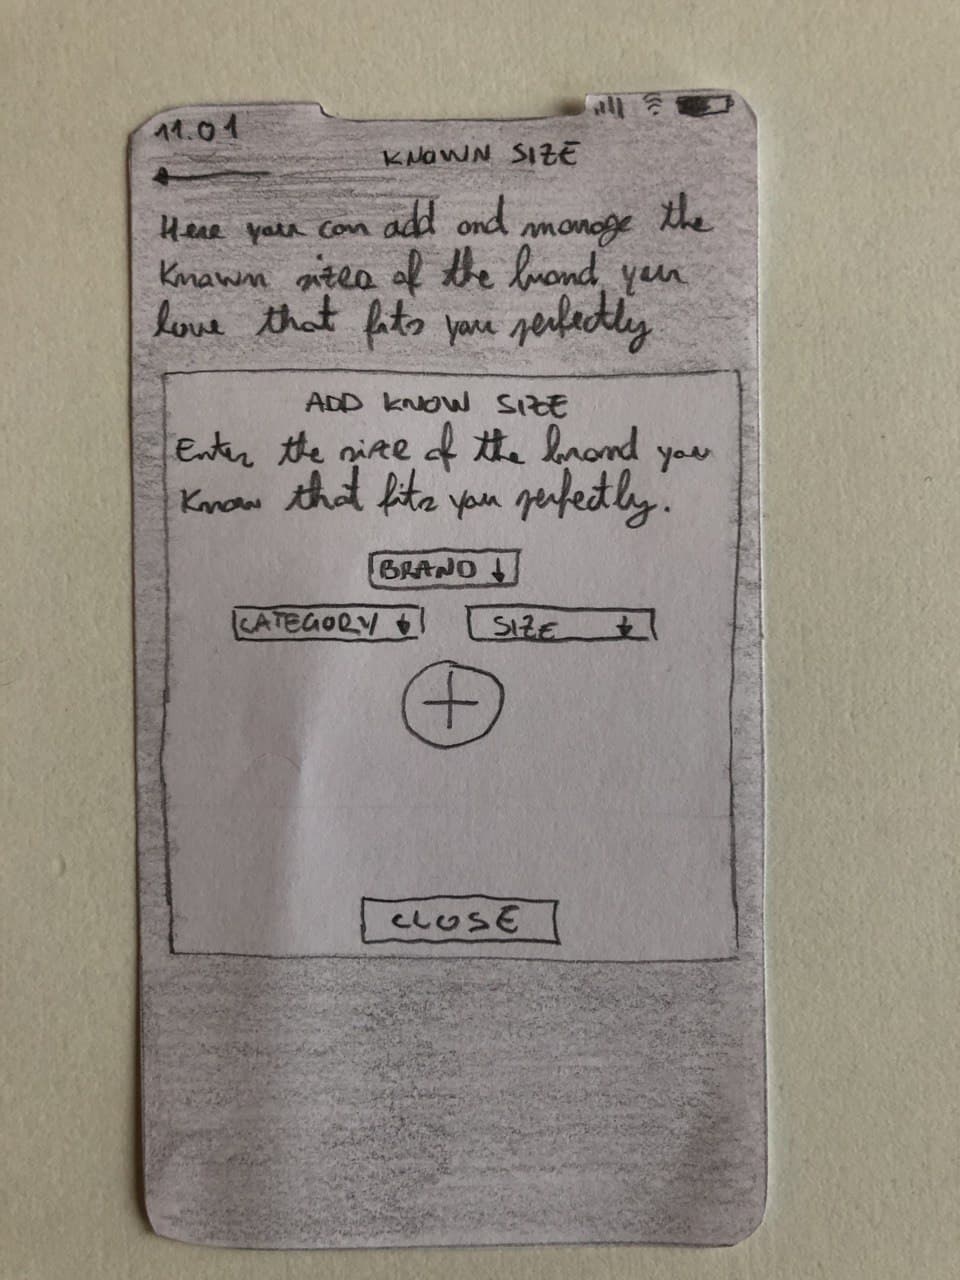 11.01
KNOWN SIZE
Here you can add and manage the
Known sizes of the brand you
love that fits you perfectly
ADD KNOW SIZE
Enter the size of the brand you
Know that fits you perfectly.
BRAND ↓
CATEGORY ↓ SIZE ↓
+
CLOSE